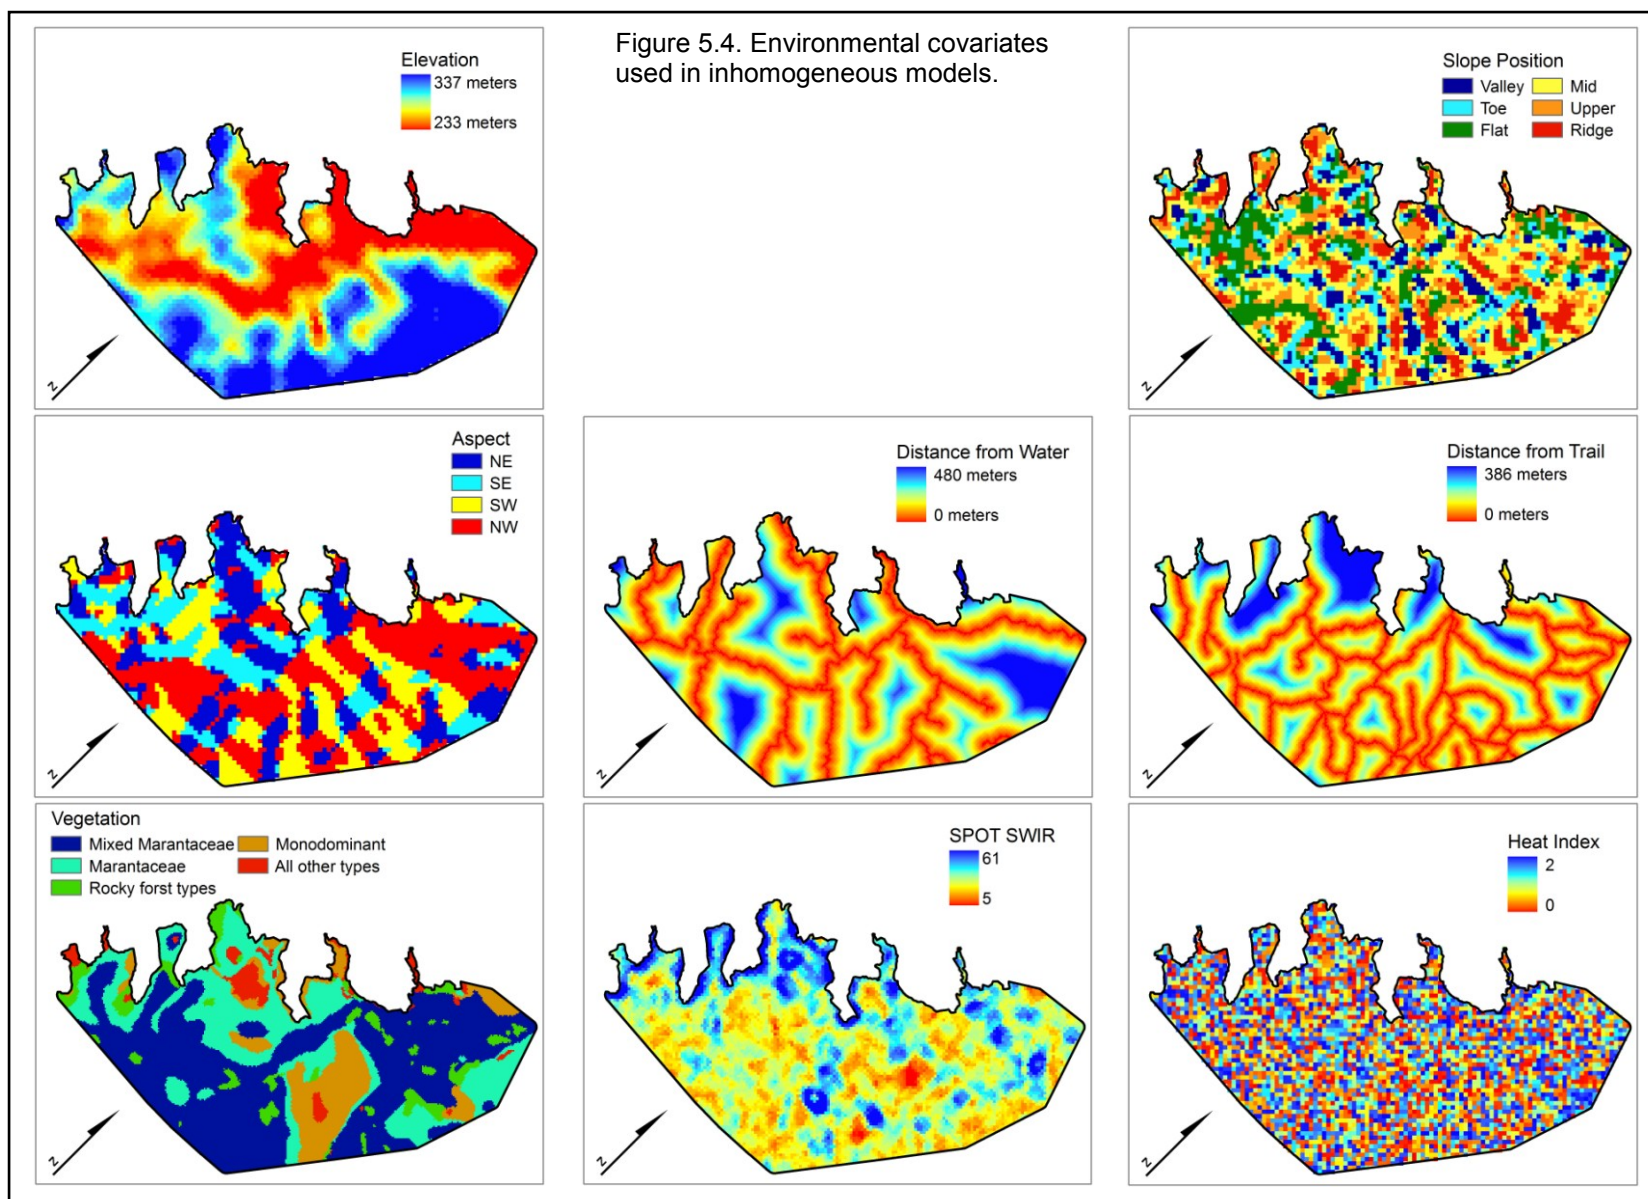 Figure 5.4. Environmental covariates
used in inhomogeneous models.
Elevation
337 meters
233 meters
N
Slope Position
Valley Mid
Toe Upper
Flat Ridge
N
Aspect
NE
SE
SW
NW
N
Distance from Water
480 meters
0 meters
N
Distance from Trail
386 meters
0 meters
N
Vegetation
Mixed Marantaceae Monodominant
Marantaceae All other types
Rocky forst types
N
SPOT SWIR
61
5
N
Heat Index
2
0
N